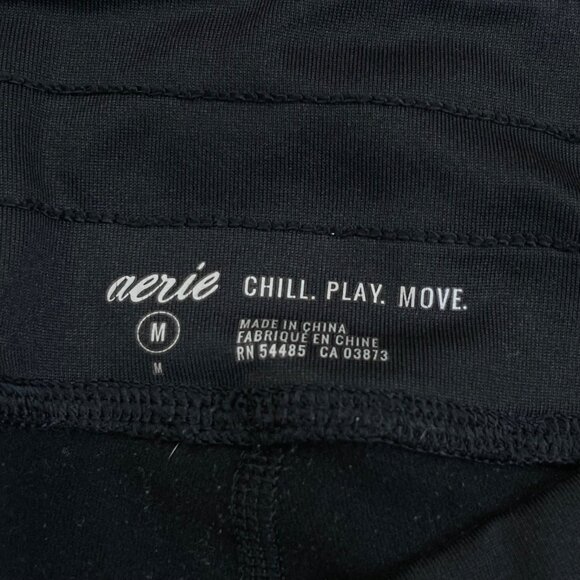 aerie CHILL. PLAY. MOVE.
M
M
MADE IN CHINA
FABRIQUÉ EN CHINE
RN 54485 CA 03873